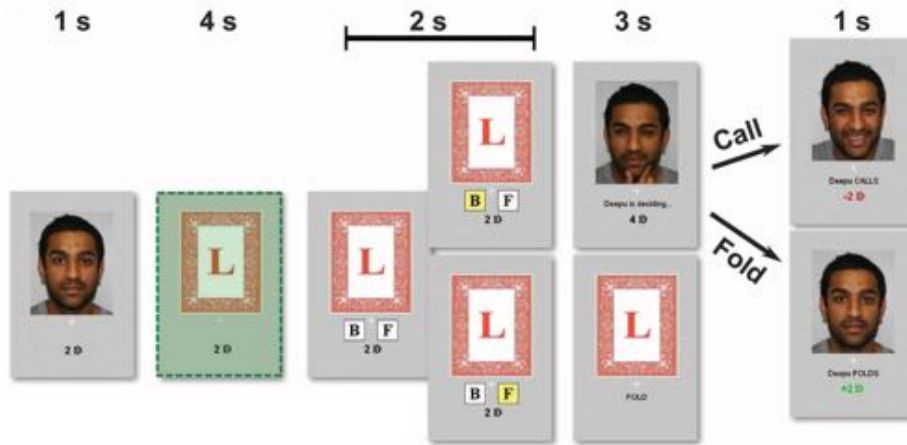 1 s
4 s
2 s
3 s
1 s
2 D
L
2 D
L
B F
2 D
L
B F
2 D
L
B F
2 D
Deepu is deciding...
4 D
L
FOLD
Call
Fold
Deepu CALLS
-2 D
Deepu FOLDS
+2 D